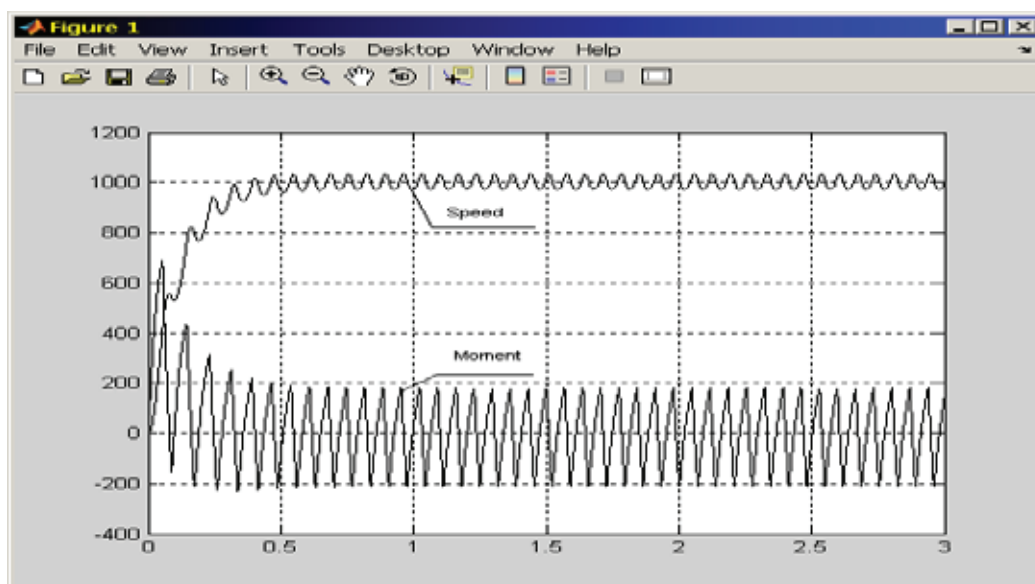 Figure 1
File Edit View Insert Tools Desktop Window Help
3D
1200
1000
800
600
400
200
0
-200
-400
Speed
Moment
0 0.5 1 1.5 2 2.5 3